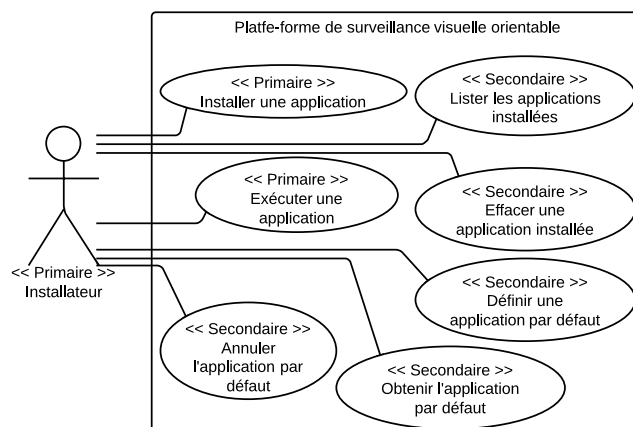 Platfe-forme de surveillance visuelle orientable
<< Primaire >>
Installer une application
<< Secondaire >>
Lister les applications
installées
<< Primaire >>
Exécuter une
application
<< Secondaire >>
Effacer une
application installée
<< Primaire >>
Installateur
<< Secondaire >>
Définir une
application par défaut
<< Secondaire >>
Annuler
l'application par
défaut
<< Secondaire >>
Obtenir l'application
par défaut